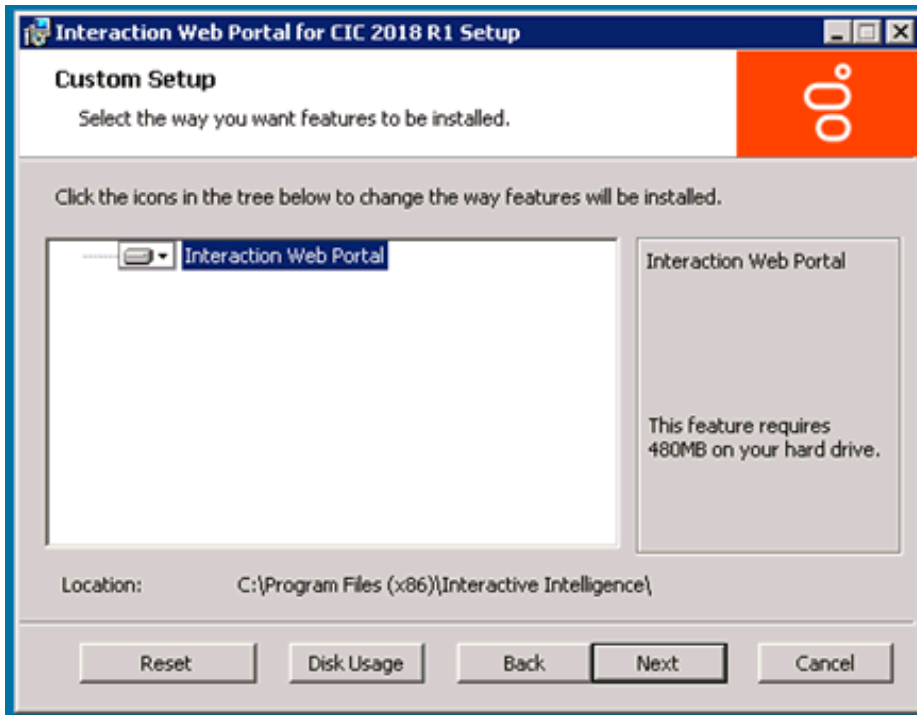 Interaction Web Portal for CIC 2018 R1 Setup
Custom Setup
Select the way you want features to be installed.
Click the icons in the tree below to change the way features will be installed.
Interaction Web Portal
Interaction Web Portal
This feature requires
480MB on your hard drive.
Location: C:\Program Files (x86)\Interactive Intelligence\
Reset Disk Usage Back Next Cancel